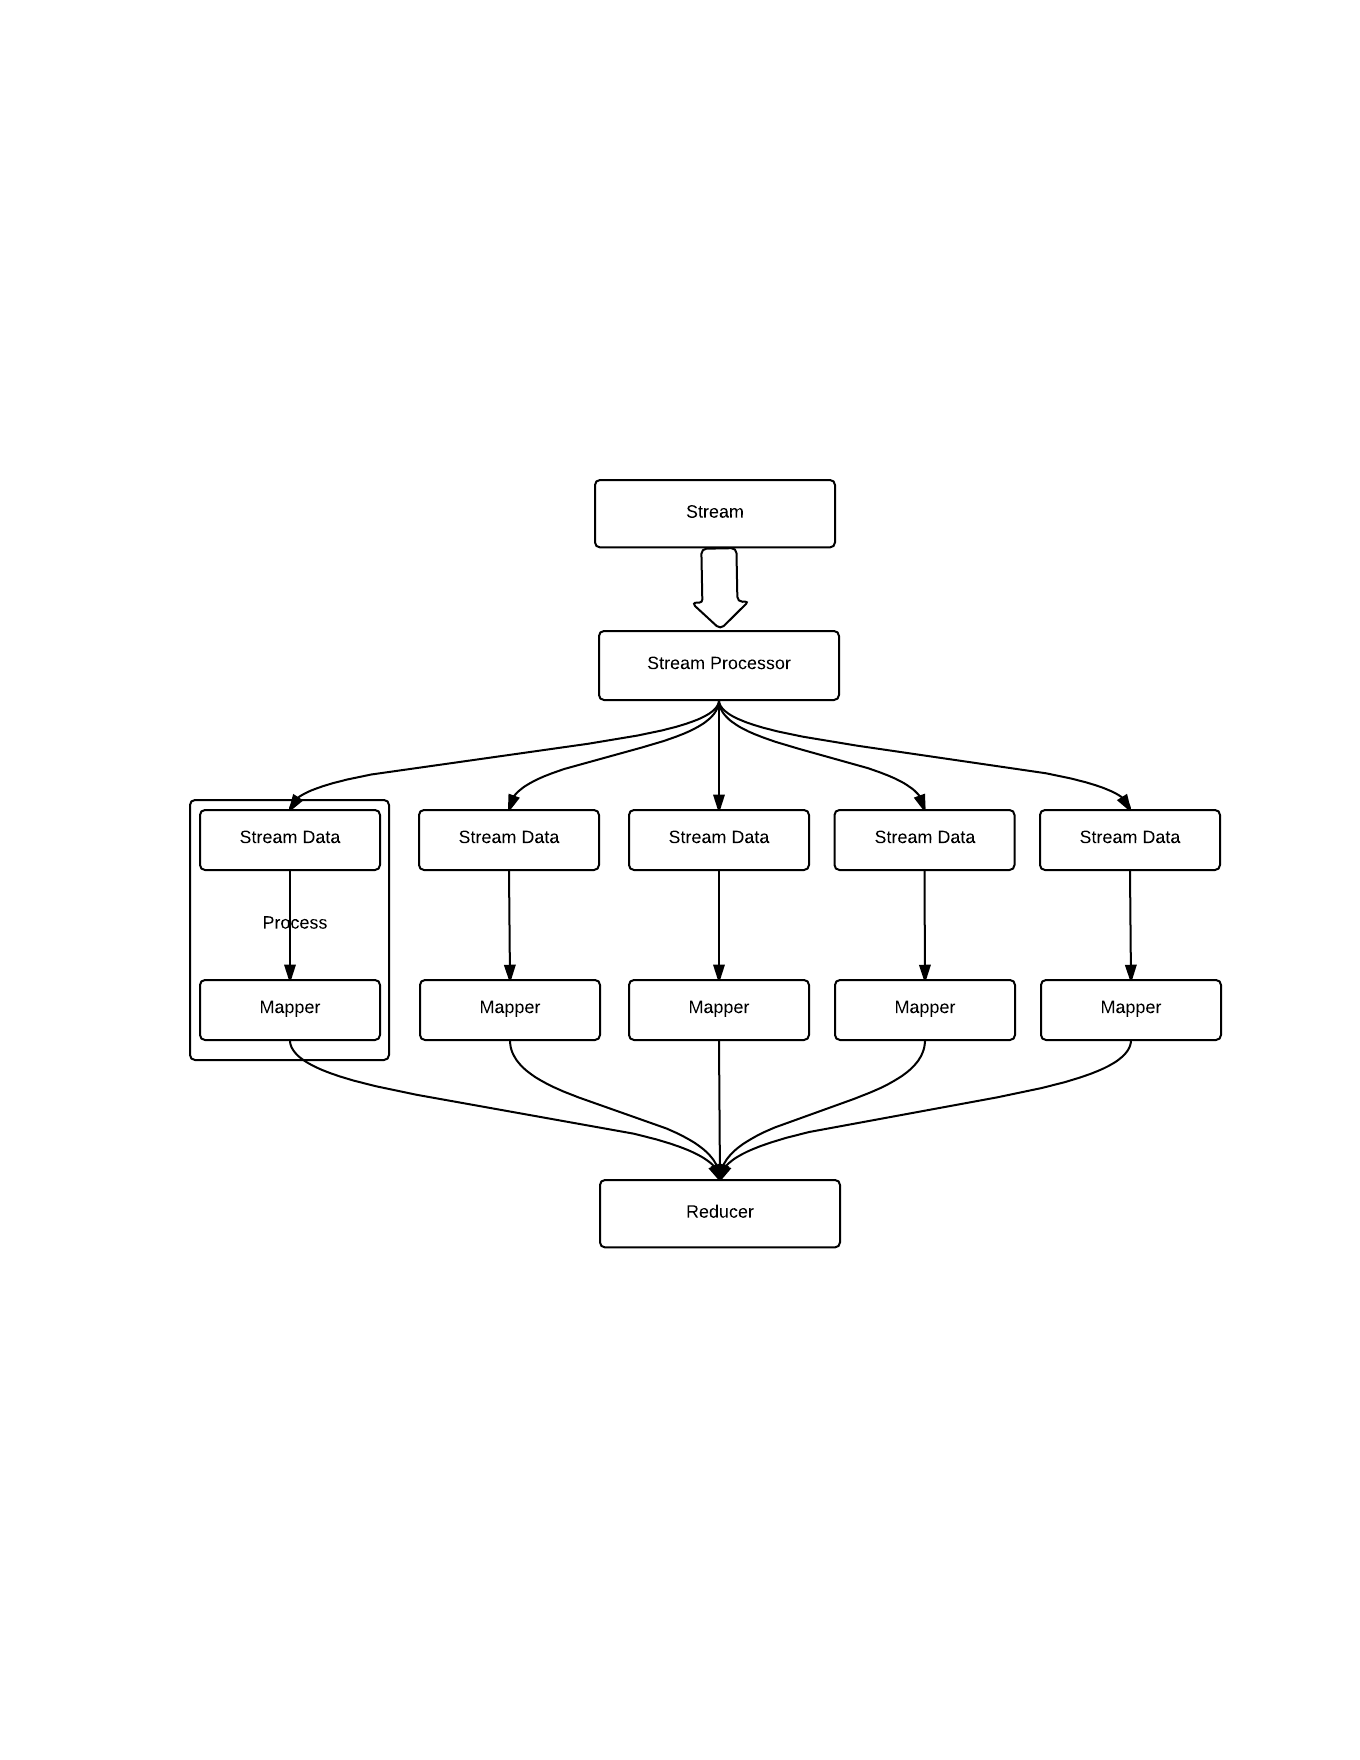 Stream
Stream Processor
Stream Data
Stream Data
Stream Data
Stream Data
Stream Data
Process
Mapper
Mapper
Mapper
Mapper
Mapper
Reducer